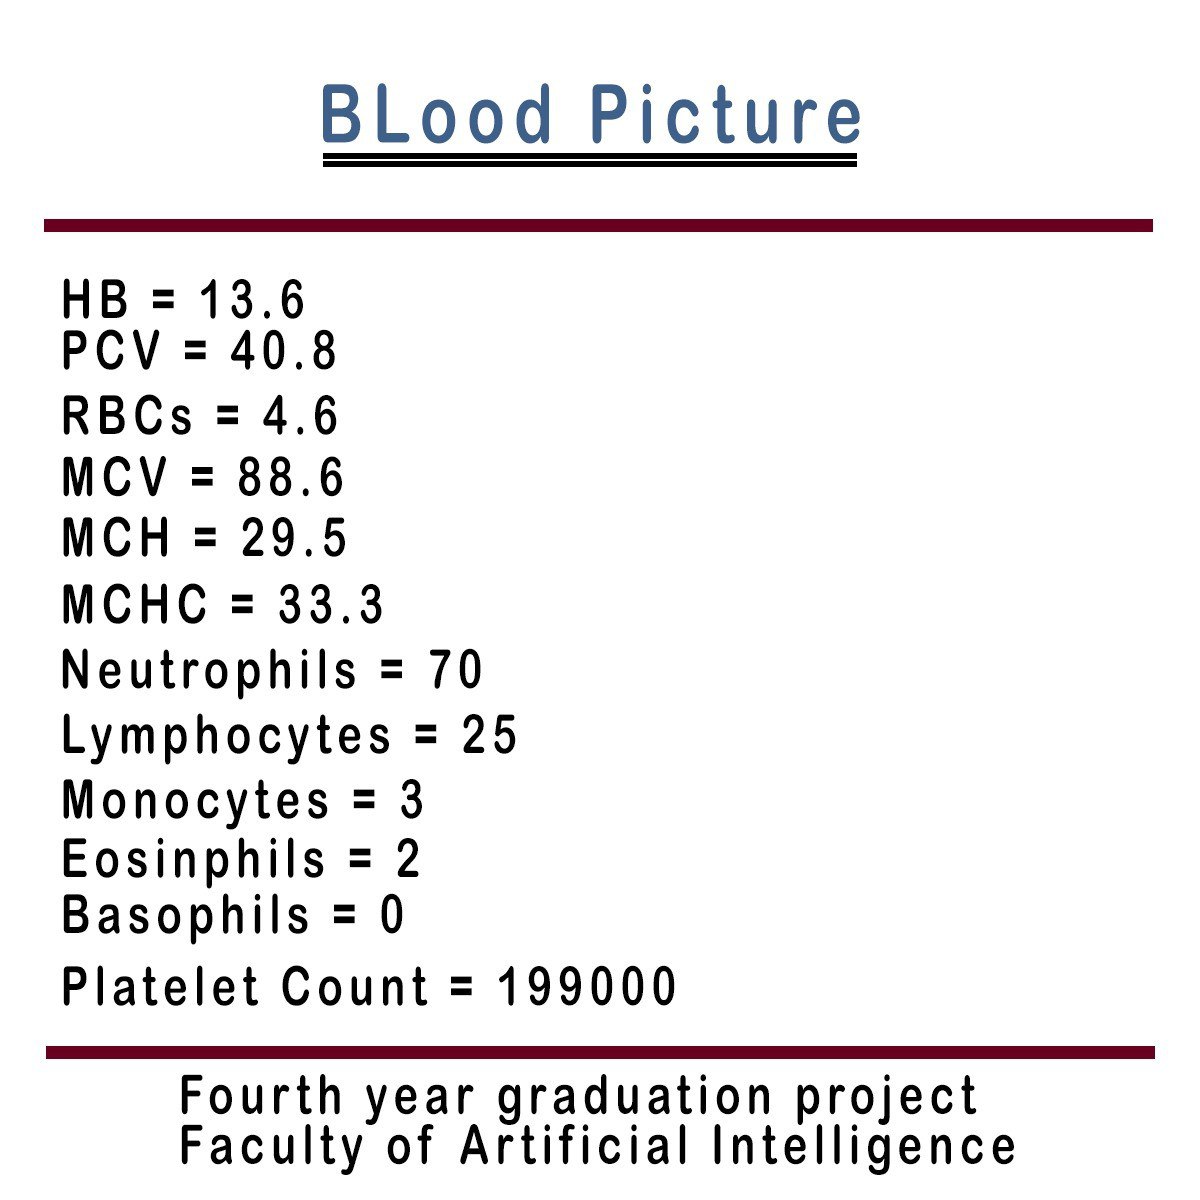 BLood Picture
HB = 13.6
PCV = 40.8
RBCs = 4.6
MCV = 88.6
MCH = 29.5
MCHC = 33.3
Neutrophils = 70
Lymphocytes = 25
Monocytes = 3
Eosinphils = 2
Basophils = 0
Platelet Count = 199000
Fourth year graduation project
Faculty of Artificial Intelligence